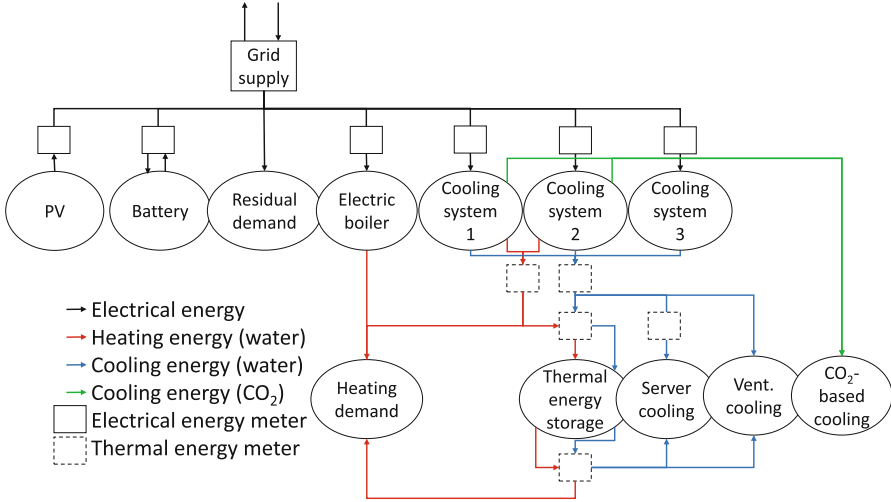 Grid
supply
PV
Battery
Residual
demand
Electric
boiler
Cooling
system
1
Cooling
system
2
Cooling
system
3
Electrical energy
Heating energy (water)
Cooling energy (water)
Cooling energy (CO₂)
Electrical energy meter
Thermal energy meter
Heating
demand
Thermal
energy
storage
Server
cooling
Vent.
cooling
CO₂-
based
cooling